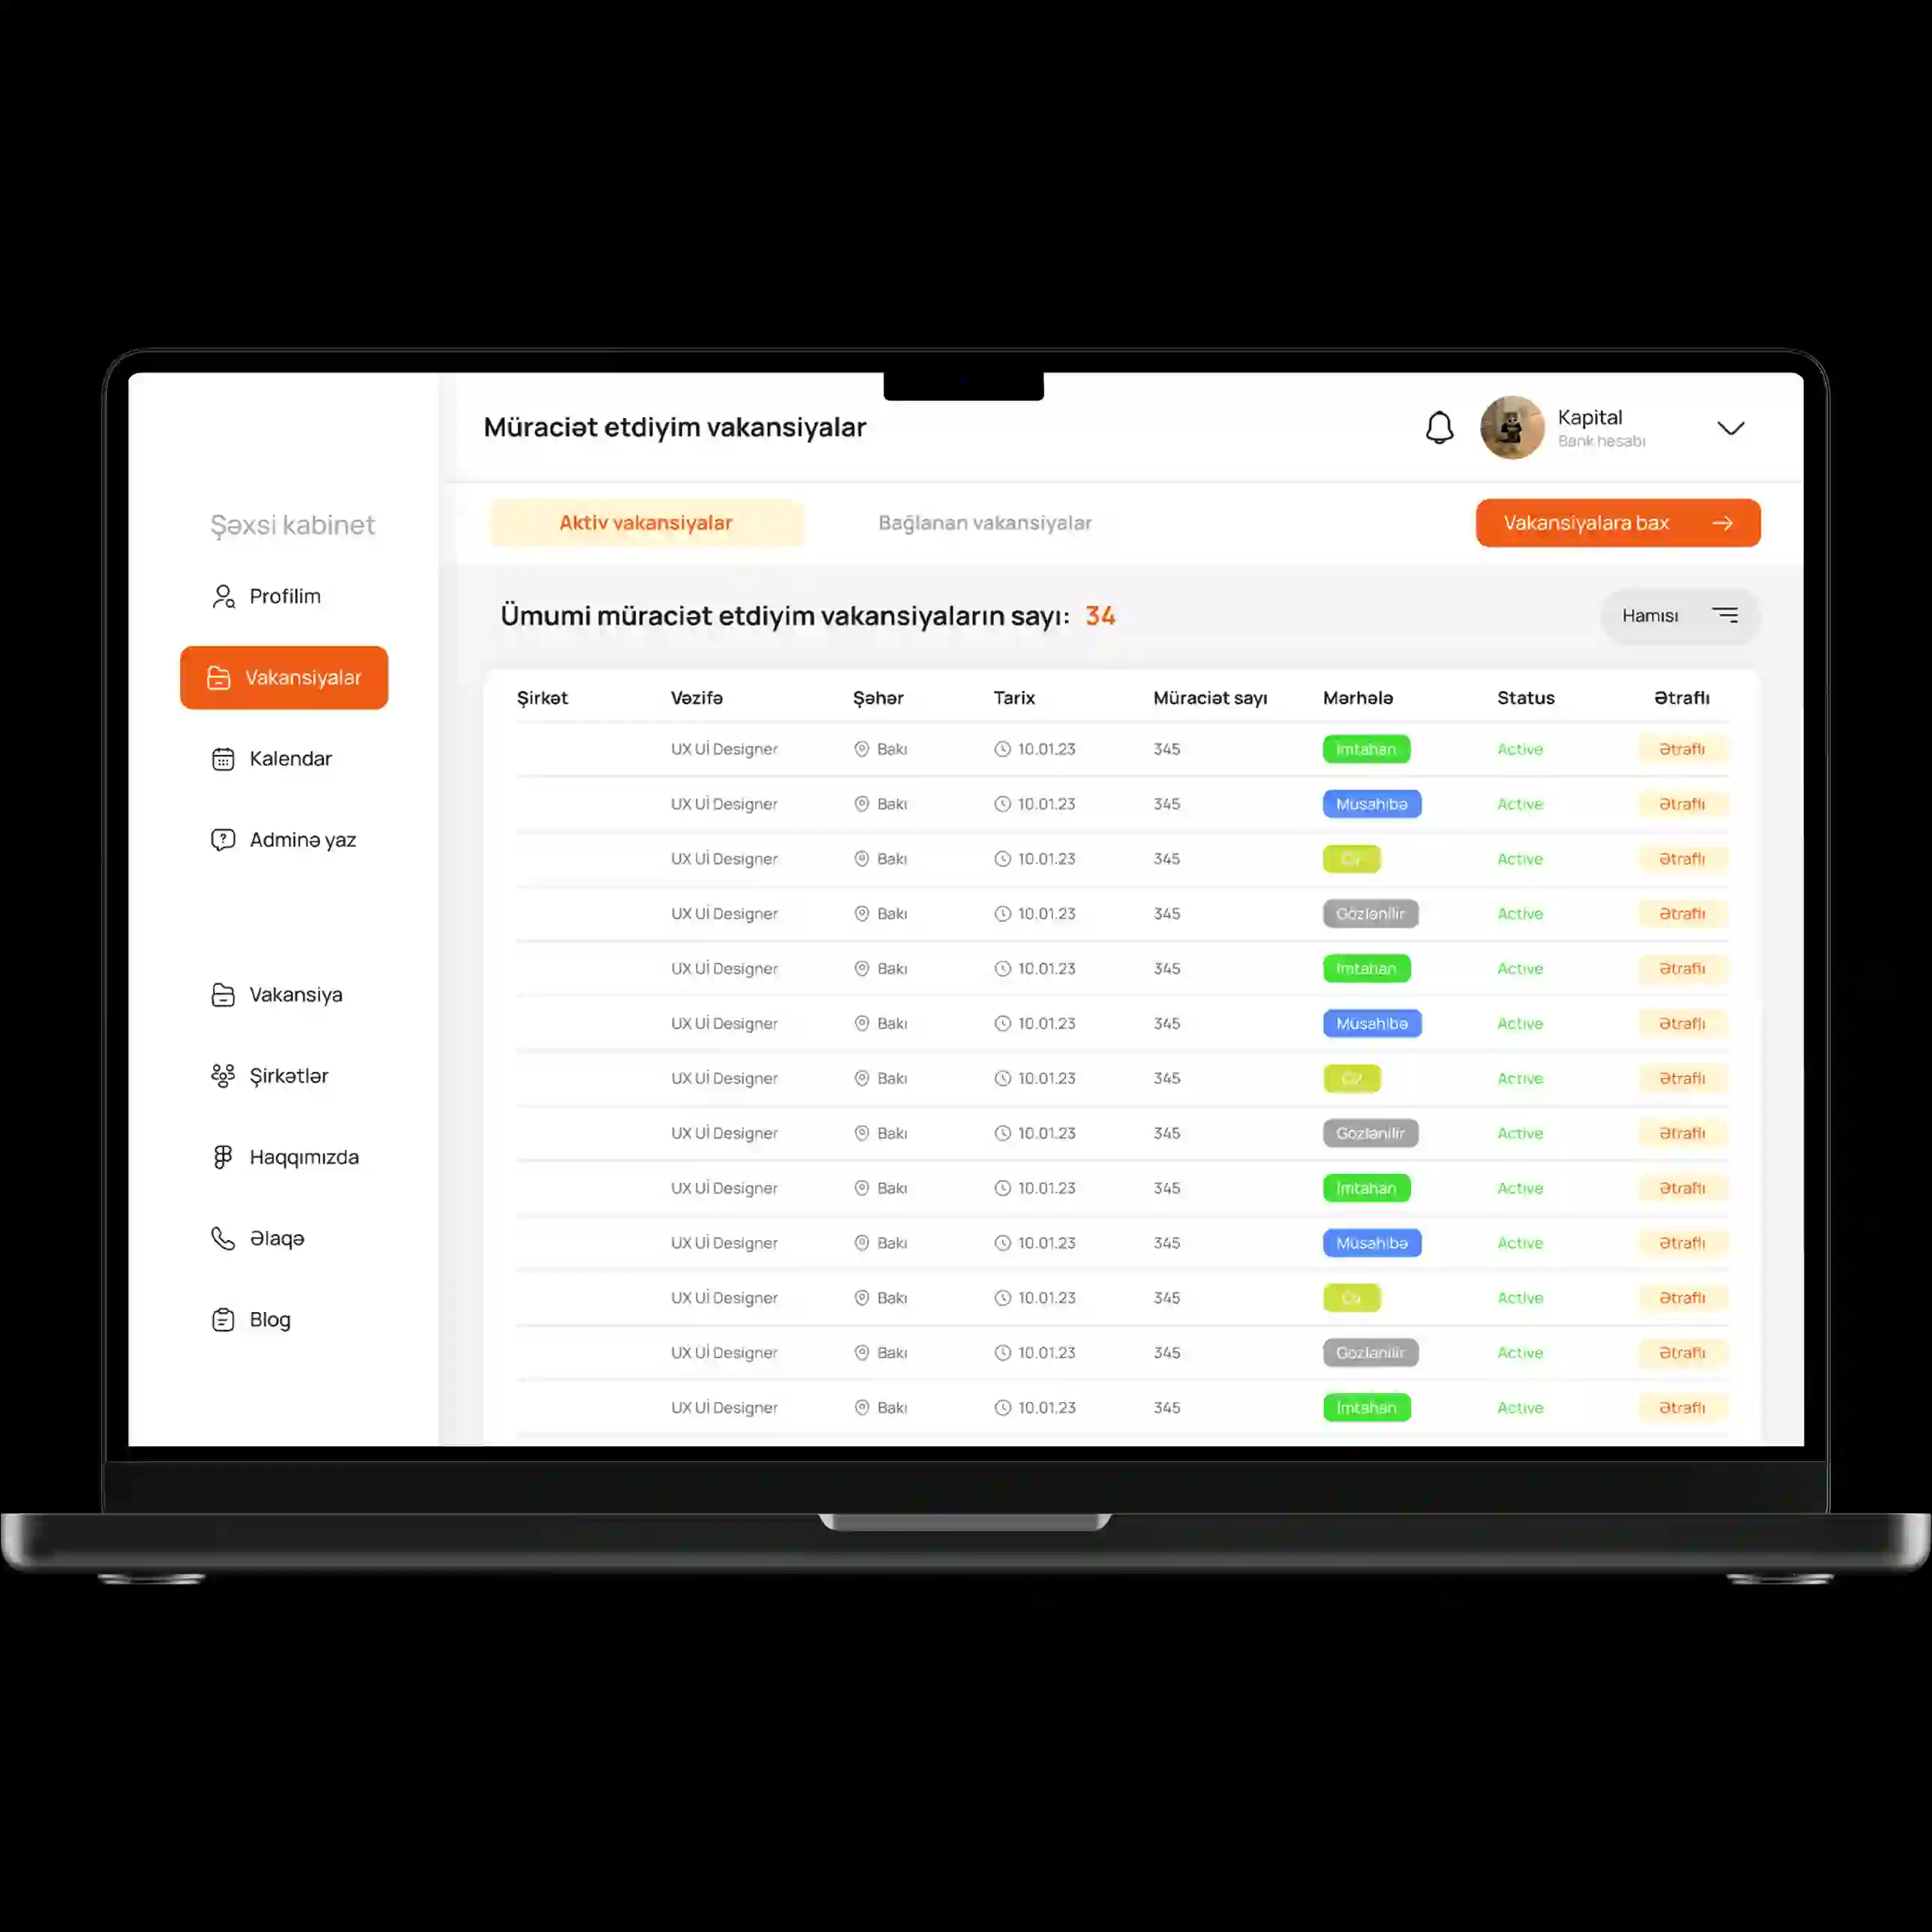 Müraciət etdiyim vakansiyalar
Kapital
Bank hesabı
Şəxsi kabinet
Profilim
Vakansiyalar
Kalendar
Adminə yaz
Vakansiya
Şirkətlər
Haqqımızda
Əlaqə
Blog
Aktiv vakansiyalar Bağlanan vakansiyalar Vakansiyalara bax
Ümumi müraciət etdiyim vakansiyaların sayı: 34 Hamısı
Şirkət Vəzifə Şəhər Tarix Müraciət sayı Mərhələ Status Ətraflı
UX Uİ Designer Bakı 10.01.23 345 İmtahan Active Ətraflı
UX Uİ Designer Bakı 10.01.23 345 Müsahibə Active Ətraflı
UX Uİ Designer Bakı 10.01.23 345 Active Ətraflı
UX Uİ Designer Bakı 10.01.23 345 Gözlənilir Active Ətraflı
UX Uİ Designer Bakı 10.01.23 345 İmtahan Active Ətraflı
UX Uİ Designer Bakı 10.01.23 345 Müsahibə Active Ətraflı
UX Uİ Designer Bakı 10.01.23 345 Active Ətraflı
UX Uİ Designer Bakı 10.01.23 345 Gözlənilir Active Ətraflı
UX Uİ Designer Bakı 10.01.23 345 İmtahan Active Ətraflı
UX Uİ Designer Bakı 10.01.23 345 Müsahibə Active Ətraflı
UX Uİ Designer Bakı 10.01.23 345 Active Ətraflı
UX Uİ Designer Bakı 10.01.23 345 Gözlənilir Active Ətraflı
UX Uİ Designer Bakı 10.01.23 345 İmtahan Active Ətraflı